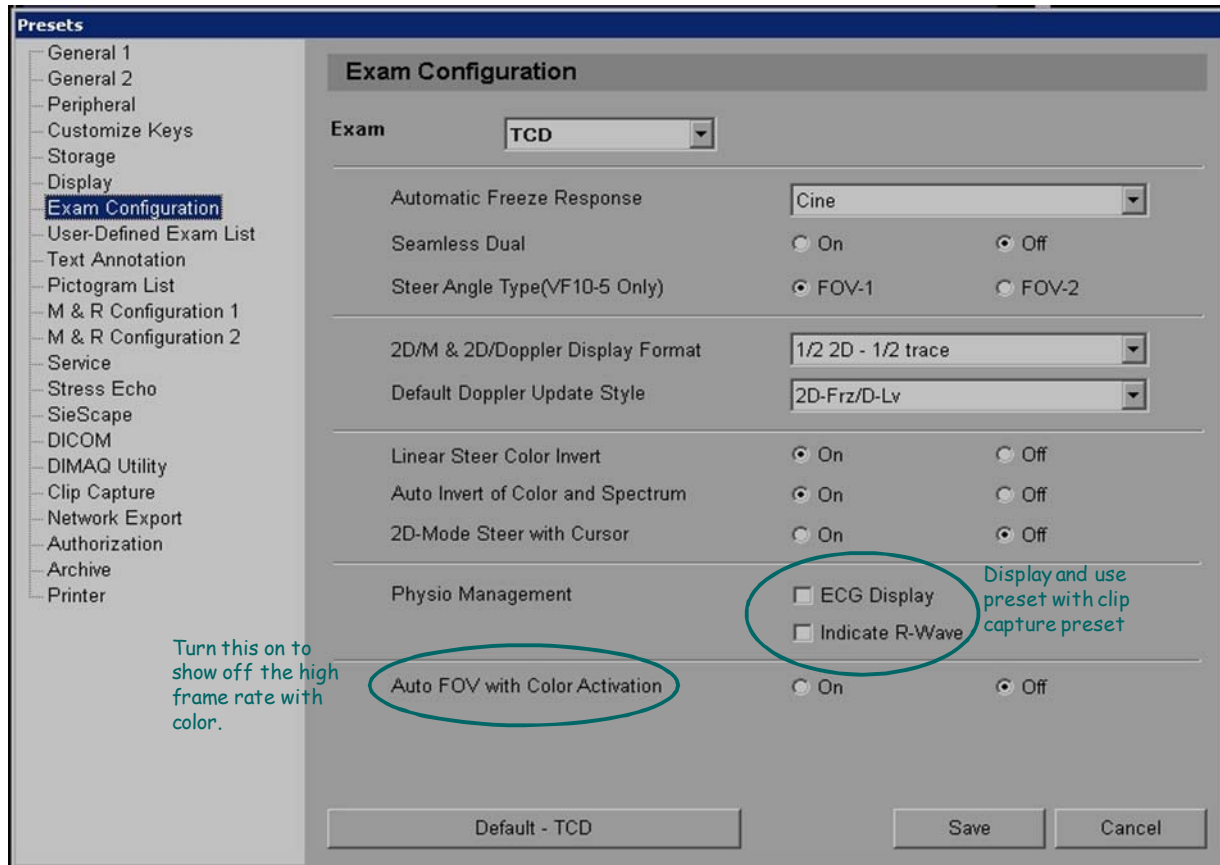 Presets
General 1
General 2
Peripheral
Customize Keys
Storage
Display
Exam Configuration
User-Defined Exam List
Text Annotation
Pictogram List
M & R Configuration 1
M & R Configuration 2
Service
Stress Echo
SieScape
DICOM
DIMAQ Utility
Clip Capture
Network Export
Authorization
Archive
Printer
Turn this on to
show off the high
frame rate with
color.
Exam Configuration
Exam TCD
Automatic Freeze Response Cine
Seamless Dual On Off
Steer Angle Type(VF10-5 Only) FOV-1 FOV-2
2D/M & 2D/Doppler Display Format 1/2 2D - 1/2 trace
Default Doppler Update Style 2D-Frz/D-Lv
Linear Steer Color Invert On Off
Auto Invert of Color and Spectrum On Off
2D-Mode Steer with Cursor On Off
Physio Management ECG Display
Indicate R-Wave
Display and use
preset with clip
capture preset
Auto FOV with Color Activation On Off
Default - TCD Save Cancel